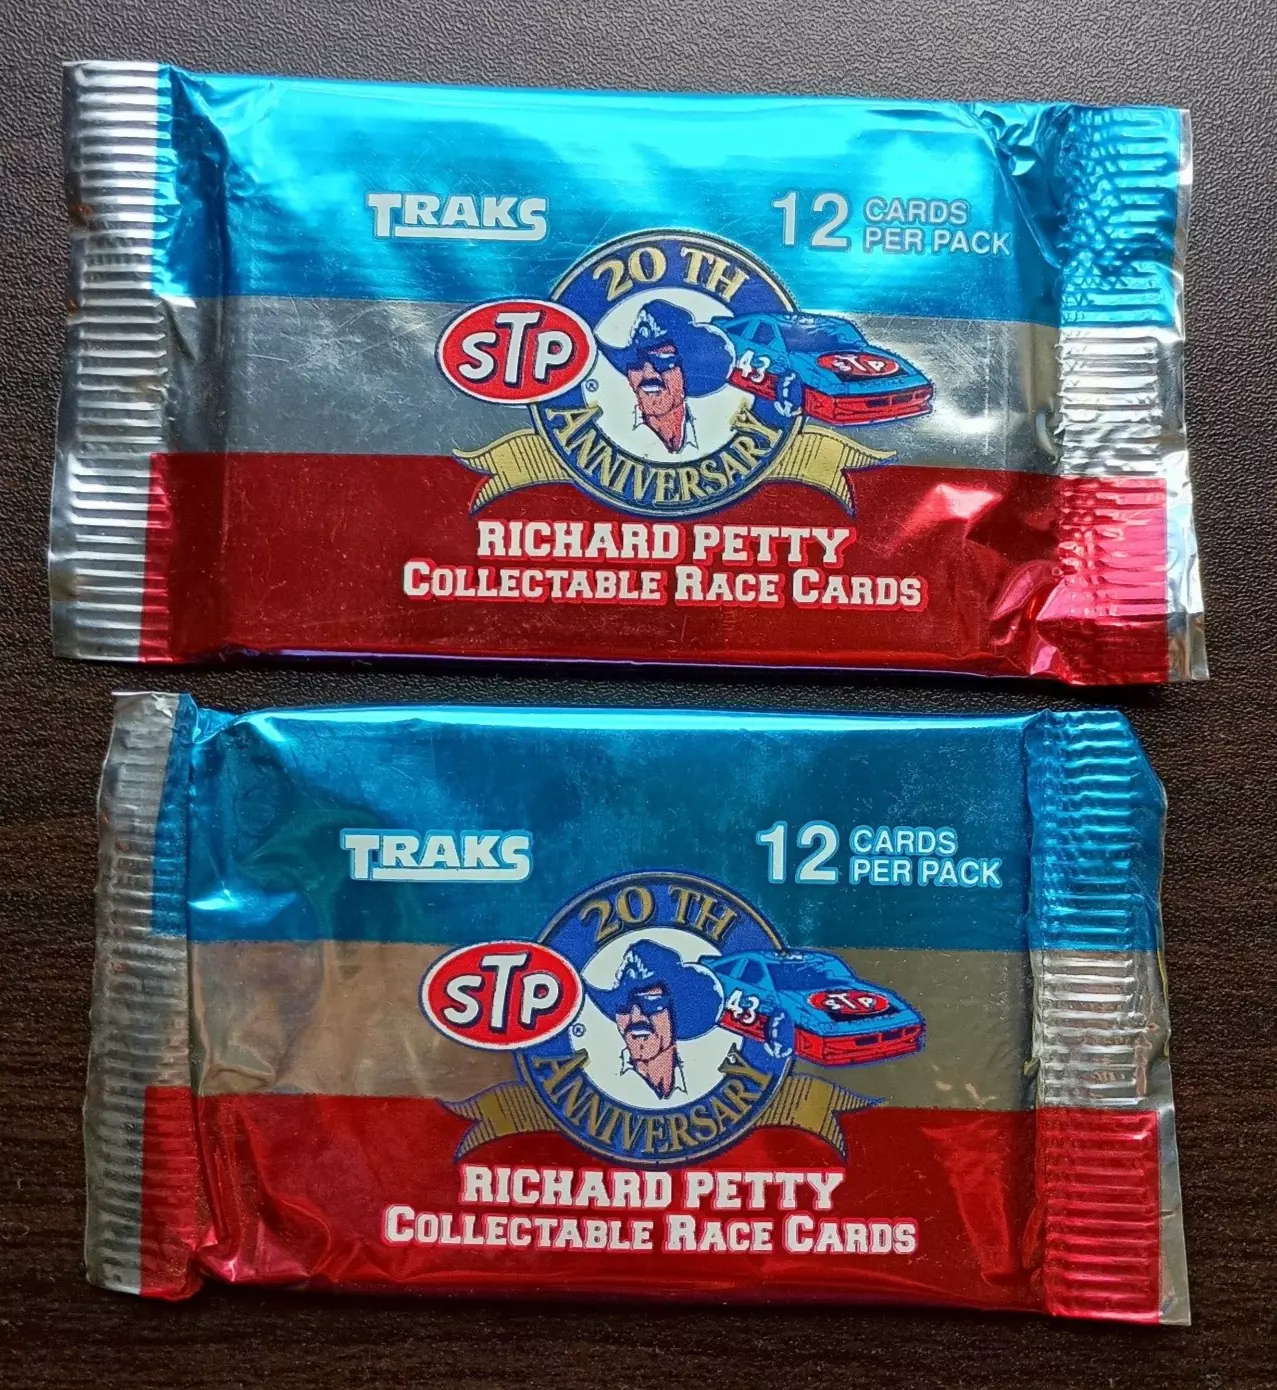 TRAKS
12 CARDS
PER PACK
20 TH
STP
®
43
STP
PONTIAC
ANNIVERSARY
RICHARD PETTY
COLLECTABLE RACE CARDS
TRAKS
12 CARDS
PER PACK
20 TH
STP
®
43
STP
ANNIVERSARY
RICHARD PETTY
COLLECTABLE RACE CARDS